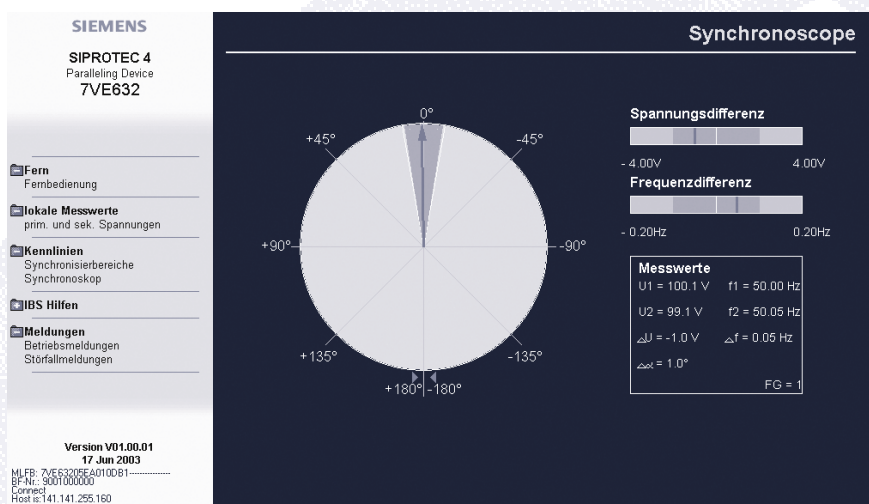 SIEMENS
SIPROTEC 4
Paralleling Device
7VE632
Fern
Fernbedienung
lokale Messwerte
prim. und sek. Spannungen
Kennlinien
Synchronisierbereiche
Synchronoskop
IBS Hilfen
Meldungen
Betriebsmeldungen
Störfallmeldungen
Version V01.00.01
17 Jun 2003
MLFB: 7VE63205EA010DB1---------------
BF-Nr.: 9001000000
Connect
Host is:141.141.255.160
Synchronoscope
0°
+45° -45°
+90° -90°
+135° -135°
+180° -180°
Spannungsdifferenz
- 4.00V 4.00V
Frequenzdifferenz
- 0.20Hz 0.20Hz
Messwerte
U1 = 100.1 V f1 = 50.00 Hz
U2 = 99.1 V f2 = 50.05 Hz
△U = -1.0 V △f = 0.05 Hz
△α = 1.0°
FG = 1